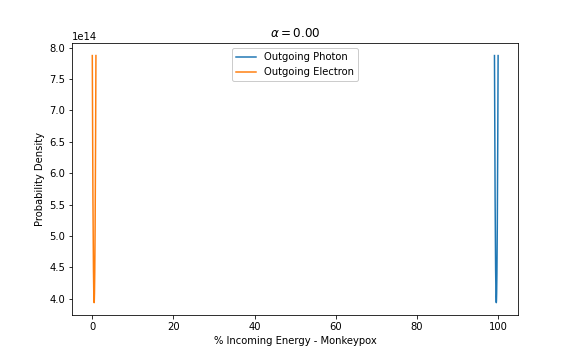 α = 0.00
1e14
8.0
7.5
7.0
6.5
6.0
5.5
5.0
4.5
4.0
Probability Density
Outgoing Photon
Outgoing Electron
0 20 40 60 80 100
% Incoming Energy - Monkeypox